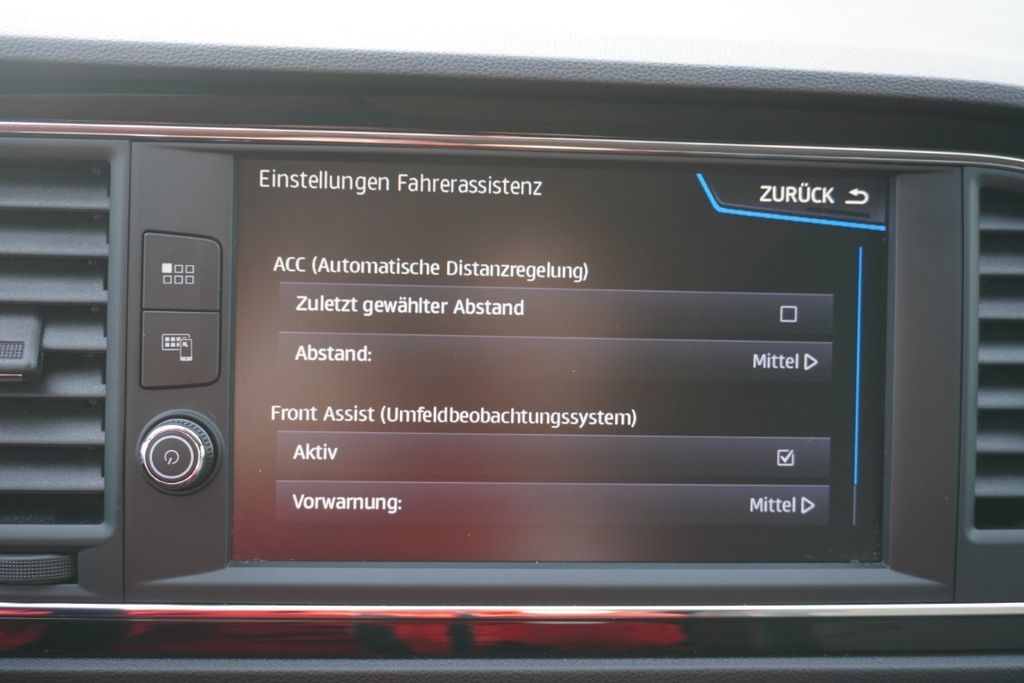 Einstellungen Fahrerassistenz
ZURÜCK
ACC (Automatische Distanzregelung)
Zuletzt gewählter Abstand
Abstand: Mittel
Front Assist (Umfeldbeobachtungssystem)
Aktiv
Vorwarnung: Mittel